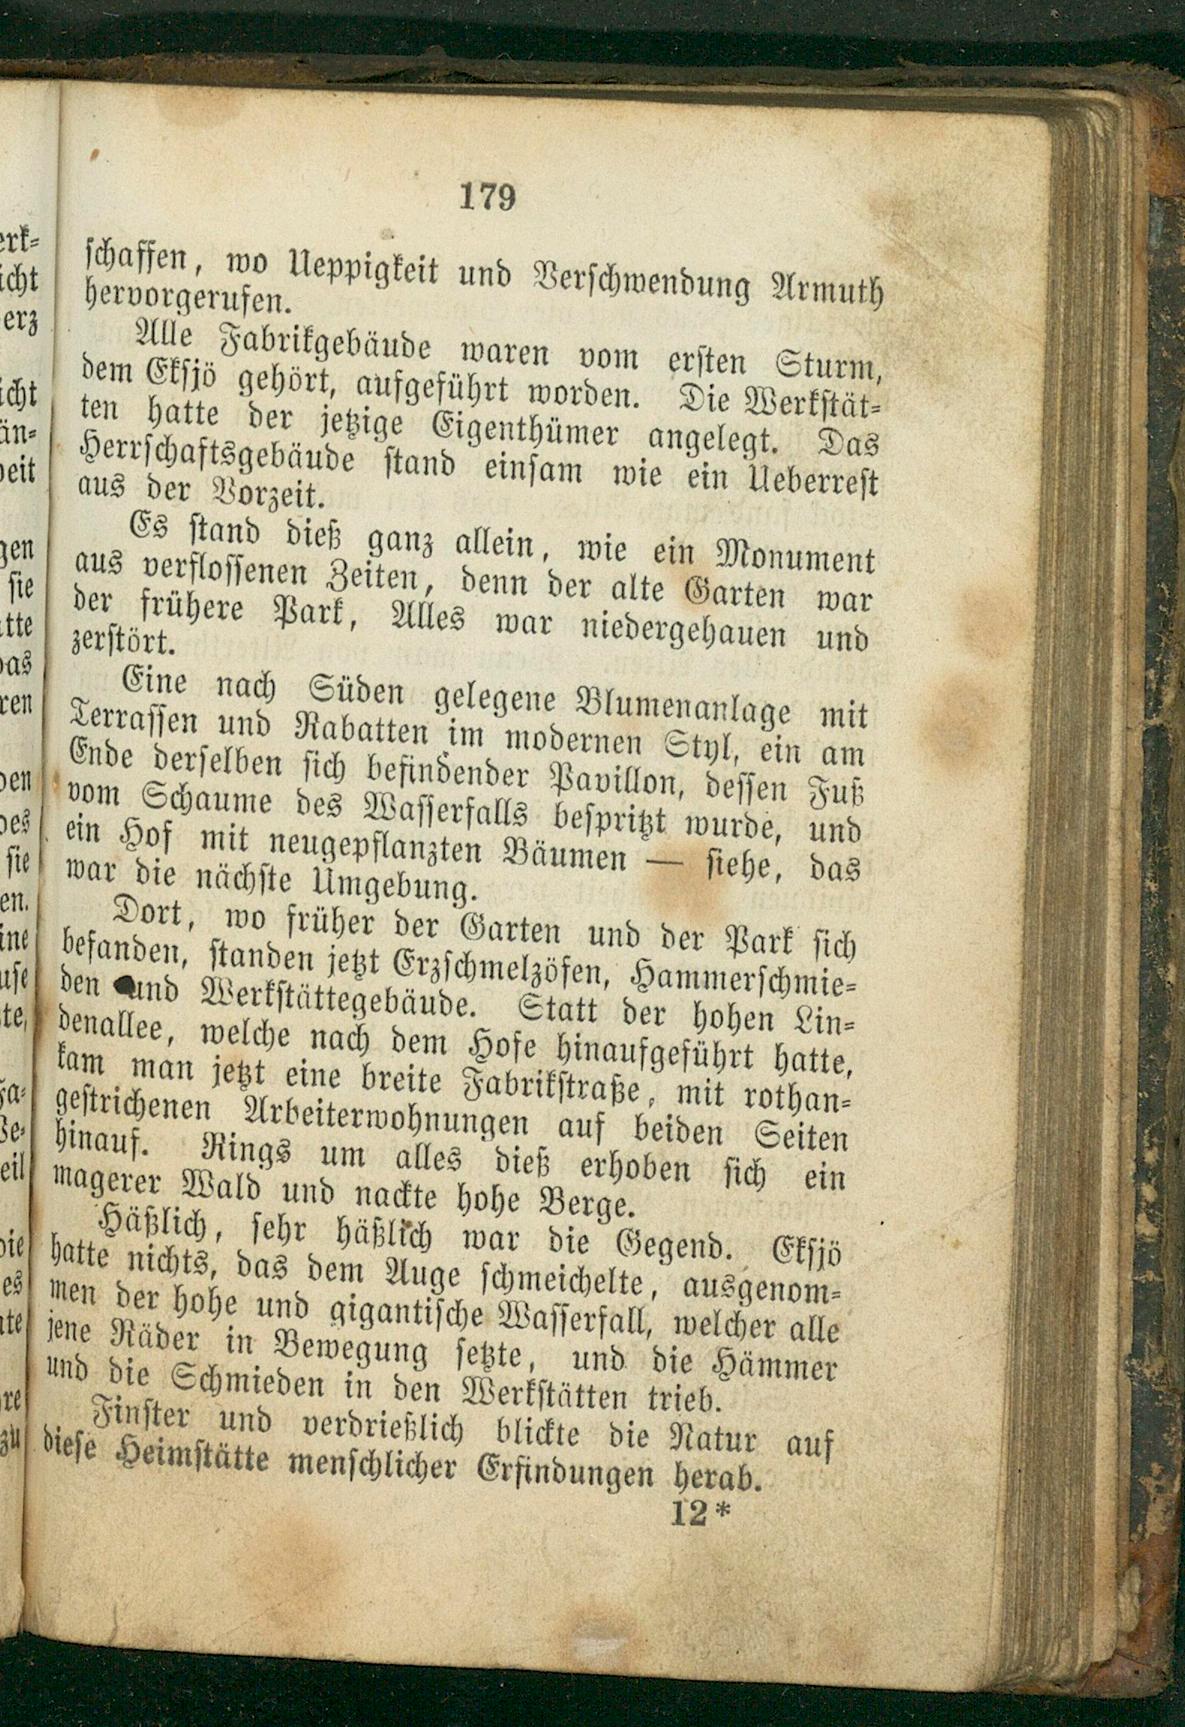 179
schaffen, wo Ueppigkeit und Verschwendung Armuth
hervorgerufen.
Alle Fabrikgebäude waren vom ersten Sturm,
dem Eksjö gehört, aufgeführt worden. Die Werkstät-
ten hatte der jetzige Eigenthümer angelegt. Das
Herrschaftsgebäude stand einsam wie ein Ueberrest
aus der Vorzeit.
Es stand dieß ganz allein, wie ein Monument
aus verflossenen Zeiten, denn der alte Garten war
der frühere Park, Alles war niedergehauen und
zerstört.
Eine nach Süden gelegene Blumenanlage mit
Terrassen und Rabatten im modernen Styl, ein am
Ende derselben sich befindender Pavillon, dessen Fuß
vom Schaume des Wasserfalls bespritzt wurde, und
ein Hof mit neugepflanzten Bäumen — siehe, das
war die nächste Umgebung.
Dort, wo früher der Garten und der Park sich
befanden, standen jetzt Erzschmelzöfen, Hammerschmie-
den und Werkstättegebäude. Statt der hohen Lin-
denallee, welche nach dem Hofe hinaufgeführt hatte,
kam man jetzt eine breite Fabrikstraße, mit rothan-
gestrichenen Arbeiterwohnungen auf beiden Seiten
hinauf. Rings um alles dieß erhoben sich ein
magerer Wald und nackte hohe Berge.
Häßlich, sehr häßlich war die Gegend. Eksjö
hatte nichts, das dem Auge schmeichelte, ausgenom-
men der hohe und gigantische Wasserfall, welcher alle
jene Räder in Bewegung setzte, und die Hämmer
und die Schmieden in den Werkstätten trieb.
Finster und verdrießlich blickte die Natur auf
diese Heimstätte menschlicher Erfindungen herab.
12*